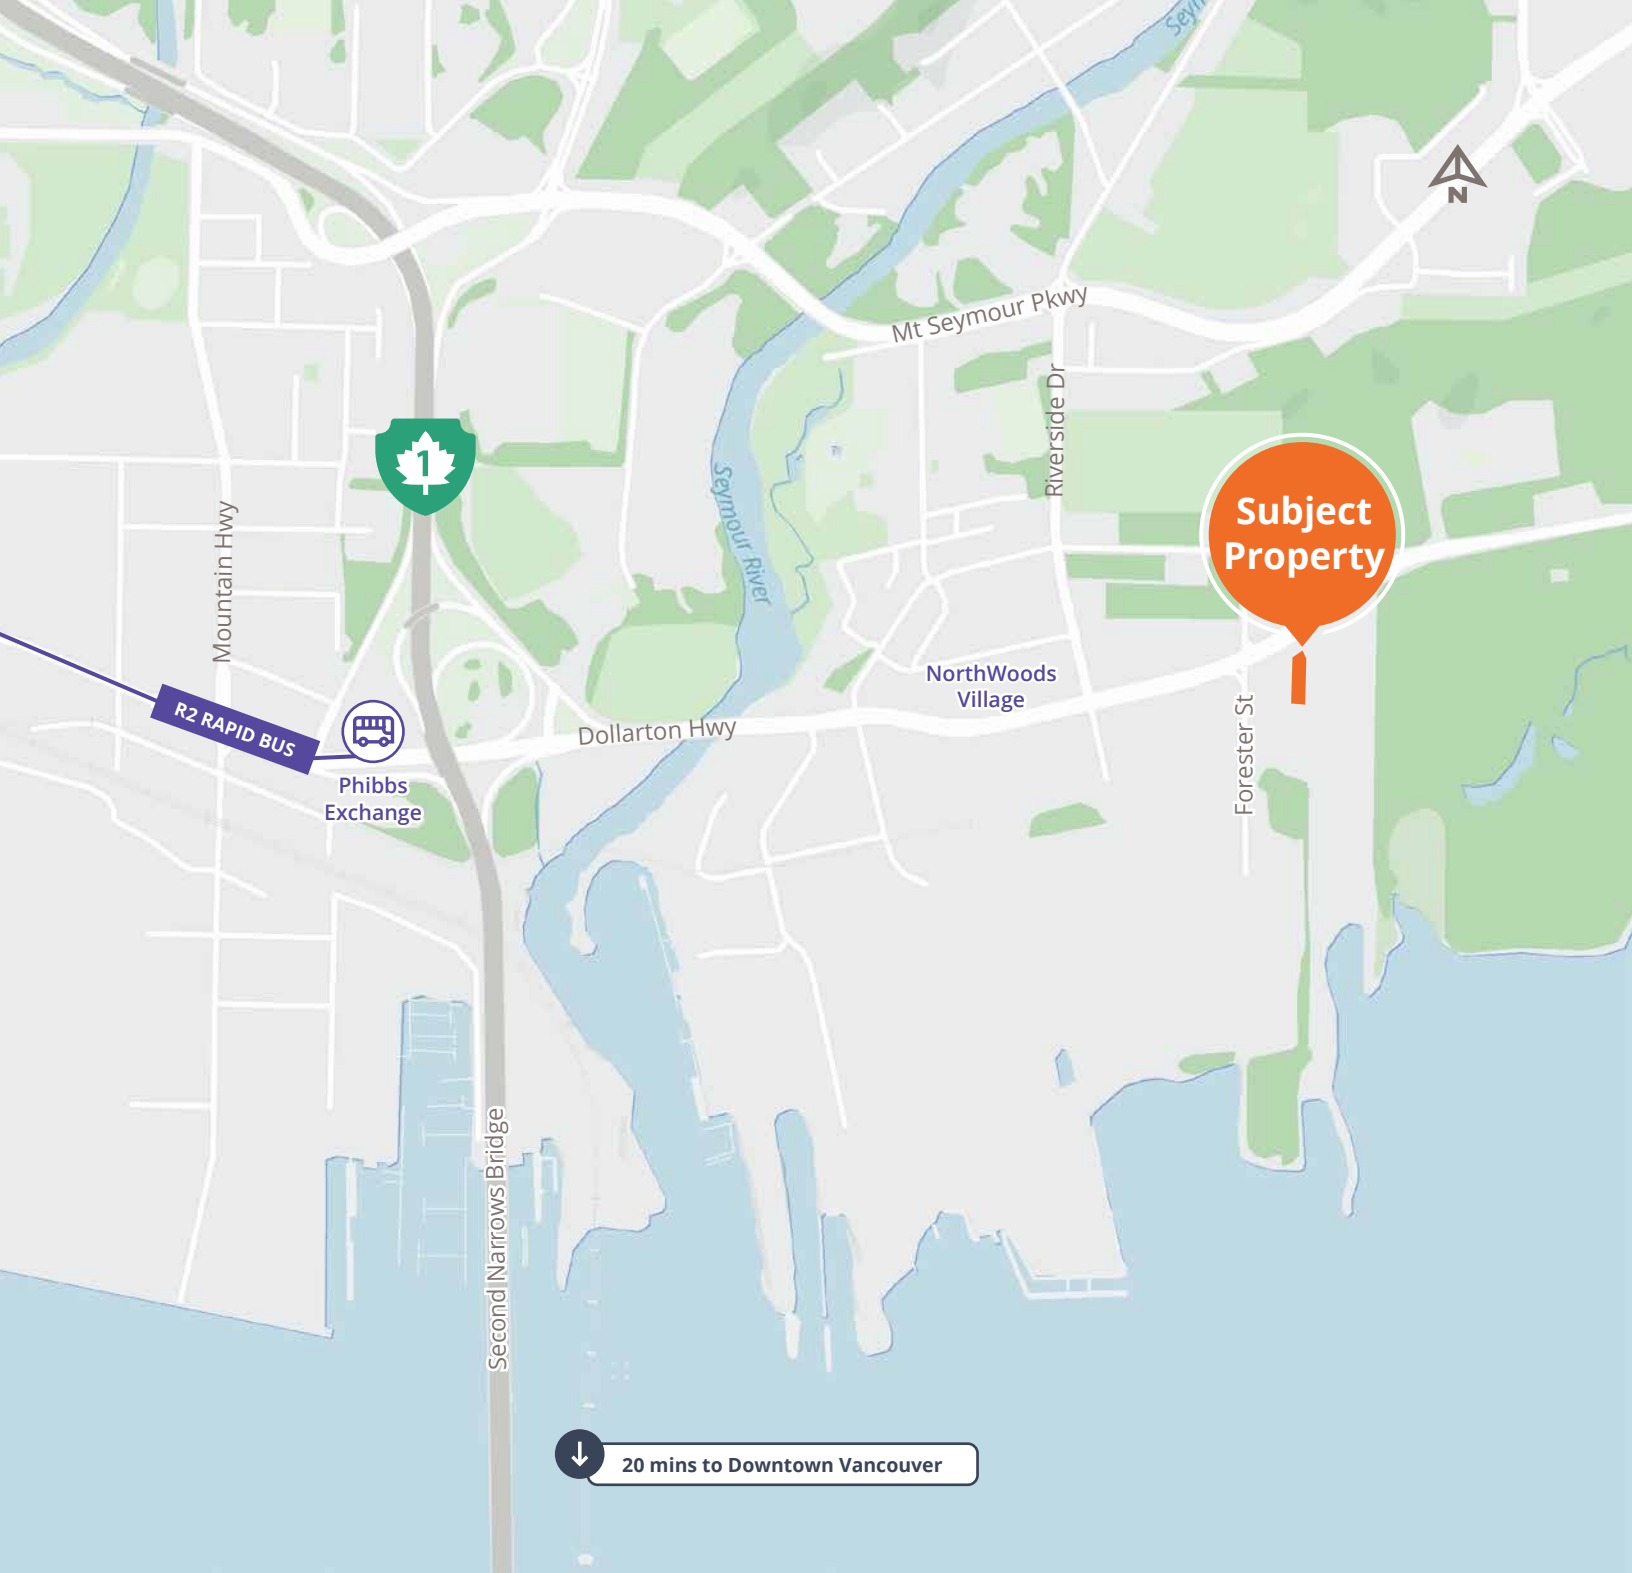 Sey
N
Mt Seymour Pkwy
Riverside Dr
1
Seymour River
Mountain Hwy
Subject
Property
NorthWoods
Village
R2 RAPID BUS
Dollarton Hwy
Forester St
Phibbs
Exchange
Second Narrows Bridge
20 mins to Downtown Vancouver